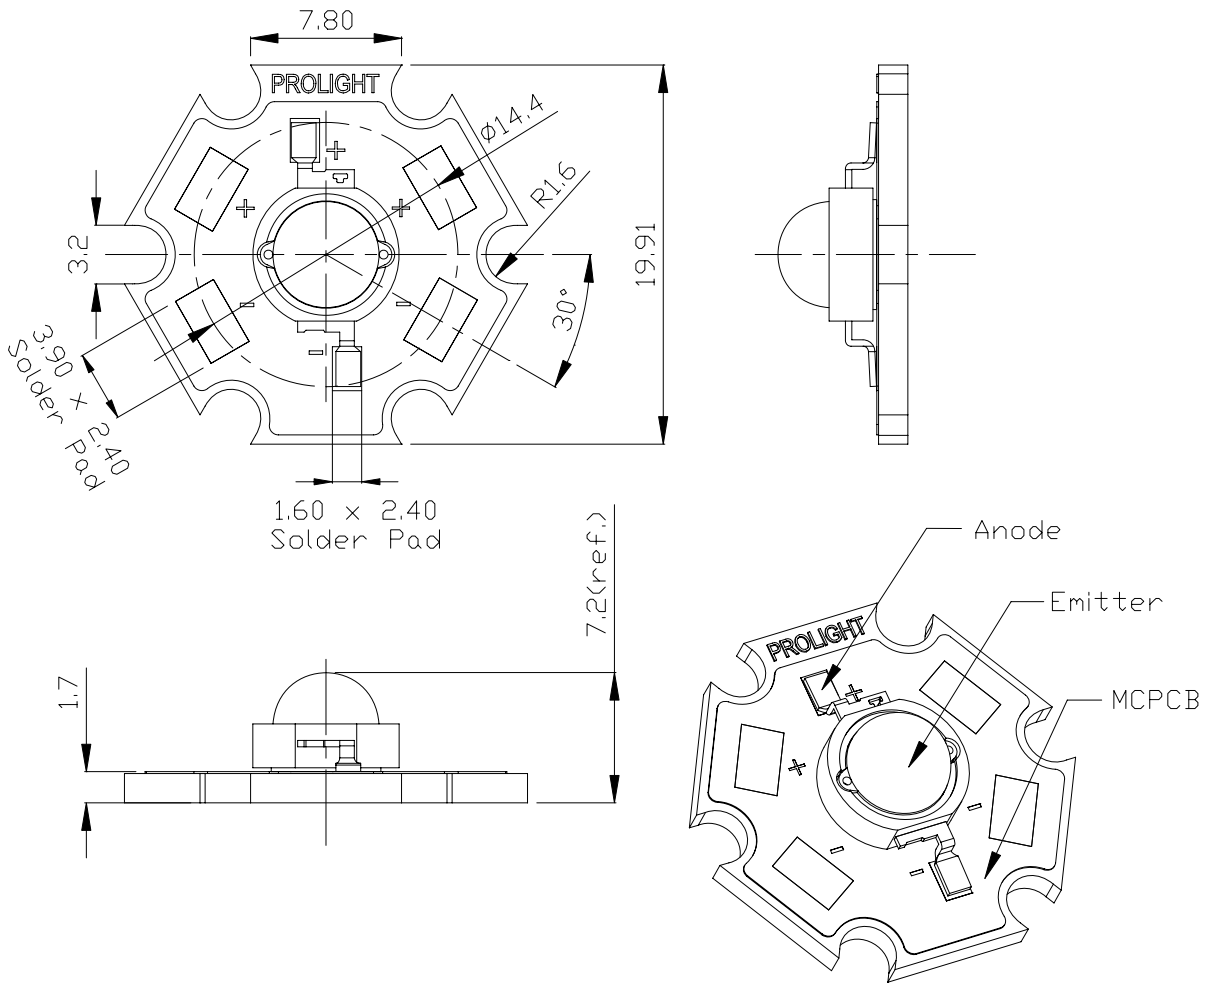 7.80
PROLIGHT
Ø14.4
R1.6
3.2
19.91
30°
3.90 x 2.40
Solder Pad
1.60 x 2.40
Solder Pad
7.2(ref.)
1.7
Anode
Emitter
MCPCB
PROLIGHT
+
+
+
-
-
-
+
+
-
-
-